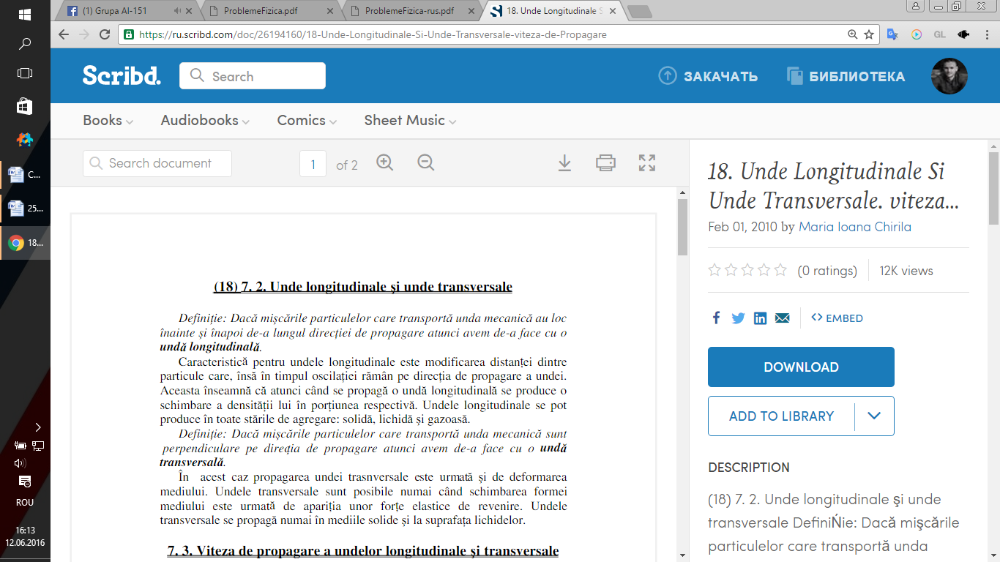 (1) Grupa AI-151
ProblemeFizica.pdf
ProblemeFizica-rus.pdf
18. Unde Longitudinale S
https://ru.scribd.com/doc/26194160/18-Unde-Longitudinale-Si-Unde-Transversale-viteza-de-Propagare
GL
Scribd.
Search
ЗАКАЧАТЬ
БИБЛИОТЕКА
Books
Audiobooks
Comics
Sheet Music
Search document
1 of 2
(18) 7. 2. Unde longitudinale şi unde transversale
Definiţie: Dacă mişcările particulelor care transportă unda mecanică au loc
înainte şi înapoi de-a lungul direcţiei de propagare atunci avem de-a face cu o
undă longitudinală.
Caracteristică pentru undele longitudinale este modificarea distanţei dintre
particule care, însă în timpul oscilaţiei rămân pe direcţia de propagare a undei.
Aceasta înseamnă că atunci când se propagă o undă longitudinală se produce o
schimbare a densităţii lui în porţiunea respectivă. Undele longitudinale se pot
produce în toate stările de agregare: solidă, lichidă şi gazoasă.
Definiţie: Dacă mişcările particulelor care transportă unda mecanică sunt
perpendiculare pe direţia de propagare atunci avem de-a face cu o undă
transversală.
În acest caz propagarea undei trasnversale este urmată şi de deformarea
mediului. Undele transversale sunt posibile numai când schimbarea formei
mediului este urmată de apariţia unor forţe elastice de revenire. Undele
transversale se propagă numai în mediile solide şi la suprafaţa lichidelor.
7. 3. Viteza de propagare a undelor longitudinale şi transversale
18. Unde Longitudinale Si
Unde Transversale. viteza...
Feb 01, 2010 by Maria Ioana Chirila
(0 ratings)
12K views
EMBED
DOWNLOAD
ADD TO LIBRARY
DESCRIPTION
(18) 7. 2. Unde longitudinale şi unde
transversale DefiniŃie: Dacă mişcările
particulelor care transportă unda
C...
25...
18...
ROU
16:13
12.06.2016